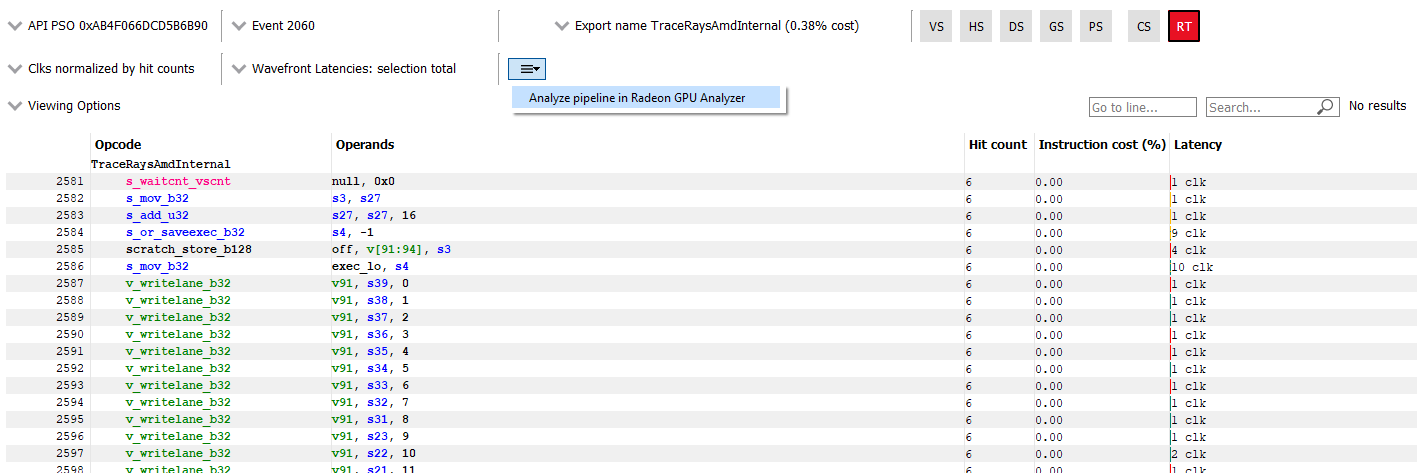 API PSO 0xAB4F066DCD5B6B90 Event 2060 Export name TraceRaysAmdInternal (0.38% cost) VS HS DS GS PS CS RT
Clks normalized by hit counts Wavefront Latencies: selection total
Analyze pipeline in Radeon GPU Analyzer
Viewing Options Go to line... Search... No results
Opcode Operands Hit count Instruction cost (%) Latency
TraceRaysAmdInternal
2581 s_waitcnt_vscnt null, 0x0 6 0.00 1 clk
2582 s_mov_b32 s3, s27 6 0.00 1 clk
2583 s_add_u32 s27, s27, 16 6 0.00 1 clk
2584 s_or_saveexec_b32 s4, -1 6 0.00 9 clk
2585 scratch_store_b128 off, v[91:94], s3 6 0.00 4 clk
2586 s_mov_b32 exec_lo, s4 6 0.00 10 clk
2587 v_writelane_b32 v91, s39, 0 6 0.00 1 clk
2588 v_writelane_b32 v91, s38, 1 6 0.00 1 clk
2589 v_writelane_b32 v91, s37, 2 6 0.00 1 clk
2590 v_writelane_b32 v91, s36, 3 6 0.00 1 clk
2591 v_writelane_b32 v91, s35, 4 6 0.00 1 clk
2592 v_writelane_b32 v91, s34, 5 6 0.00 1 clk
2593 v_writelane_b32 v91, s33, 6 6 0.00 1 clk
2594 v_writelane_b32 v91, s32, 7 6 0.00 1 clk
2595 v_writelane_b32 v91, s31, 8 6 0.00 1 clk
2596 v_writelane_b32 v91, s23, 9 6 0.00 1 clk
2597 v_writelane_b32 v91, s22, 10 6 0.00 2 clk
2598 v_writelane_b32 v91, s21, 11 6 0.00 1 clk